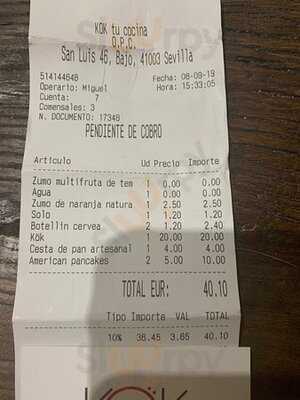 KÖK tu cocina
O.P.C.
San Luis 46, Bajo, 41003 Sevilla
514144648 Fecha: 08-09-19
Operario: Miguel Hora: 15:33:05
Cuenta: 7
Comensales: 3
N. DOCUMENTO: 17348
PENDIENTE DE COBRO
Artículo Ud Precio Importe
Zumo multifruta de tem 1 0.00 0.00
Agua 1 0.00 0.00
Zumo de naranja natura 1 2.50 2.50
Solo 1 1.20 1.20
Botellin cervea 2 1.20 2.40
Kök 1 20.00 20.00
Cesta de pan artesanal 1 4.00 4.00
American pancakes 2 5.00 10.00
TOTAL EUR: 40.10
Tipo Importe VAL TOTAL
10% 36.45 3.65 40.10
KÖK